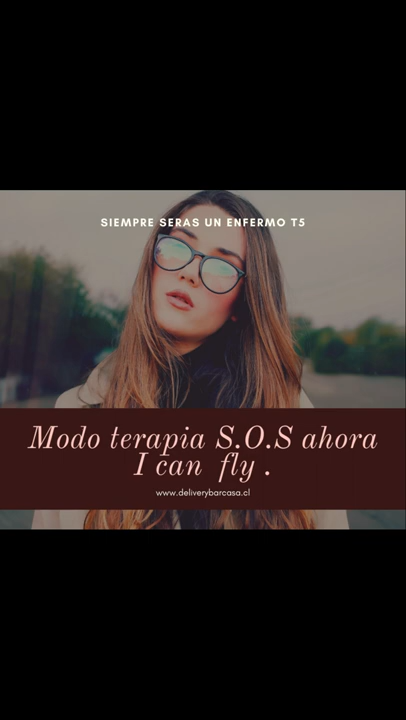 SIEMPRE SERAS UN ENFERMO T5
Modo terapia S.O.S ahora
I can fly .
www.deliverybarcasa.cl